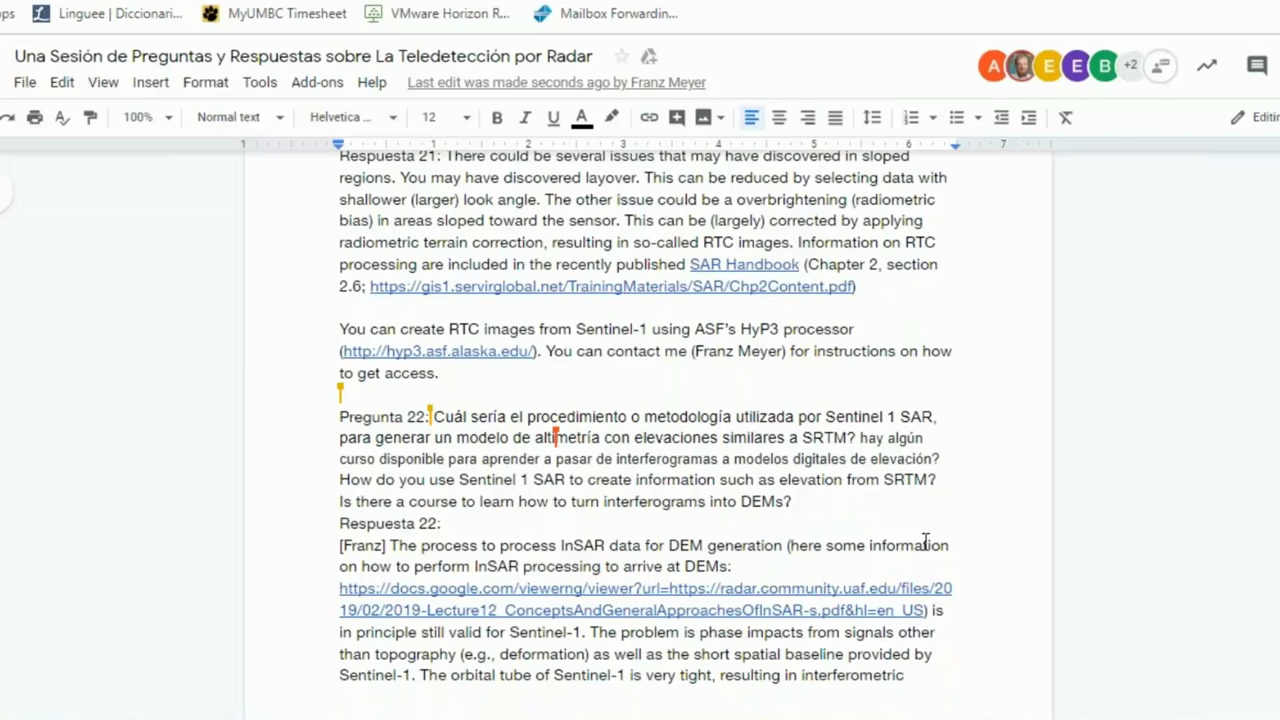 ps Linguee | Diccionari... MyUMBC Timesheet VMware Horizon R... Mailbox Forwardin...
Una Sesión de Preguntas y Respuestas sobre La Teledetección por Radar
A E E B +2
File Edit View Insert Format Tools Add-ons Help Last edit was made seconds ago by Franz Meyer
100% Normal text Helvetica ... 12 B I U A Editin
1 1 2 3 4 5 6 7
Respuesta 21: There could be several issues that may have discovered in sloped
regions. You may have discovered layover. This can be reduced by selecting data with
shallower (larger) look angle. The other issue could be a overbrightening (radiometric
bias) in areas sloped toward the sensor. This can be (largely) corrected by applying
radiometric terrain correction, resulting in so-called RTC images. Information on RTC
processing are included in the recently published SAR Handbook (Chapter 2, section
2.6; https://gis1.servirglobal.net/TrainingMaterials/SAR/Chp2Content.pdf)
You can create RTC images from Sentinel-1 using ASF's HyP3 processor
(http://hyp3.asf.alaska.edu/). You can contact me (Franz Meyer) for instructions on how
to get access.
Pregunta 22: Cuál sería el procedimiento o metodología utilizada por Sentinel 1 SAR,
para generar un modelo de altimetría con elevaciones similares a SRTM? hay algún
curso disponible para aprender a pasar de interferogramas a modelos digitales de elevación?
How do you use Sentinel 1 SAR to create information such as elevation from SRTM?
Is there a course to learn how to turn interferograms into DEMs?
Respuesta 22:
[Franz] The process to process InSAR data for DEM generation (here some information
on how to perform InSAR processing to arrive at DEMs:
https://docs.google.com/viewerng/viewer?url=https://radar.community.uaf.edu/files/20
19/02/2019-Lecture12_ConceptsAndGeneralApproachesOfInSAR-s.pdf&hl=en_US) is
in principle still valid for Sentinel-1. The problem is phase impacts from signals other
than topography (e.g., deformation) as well as the short spatial baseline provided by
Sentinel-1. The orbital tube of Sentinel-1 is very tight, resulting in interferometric